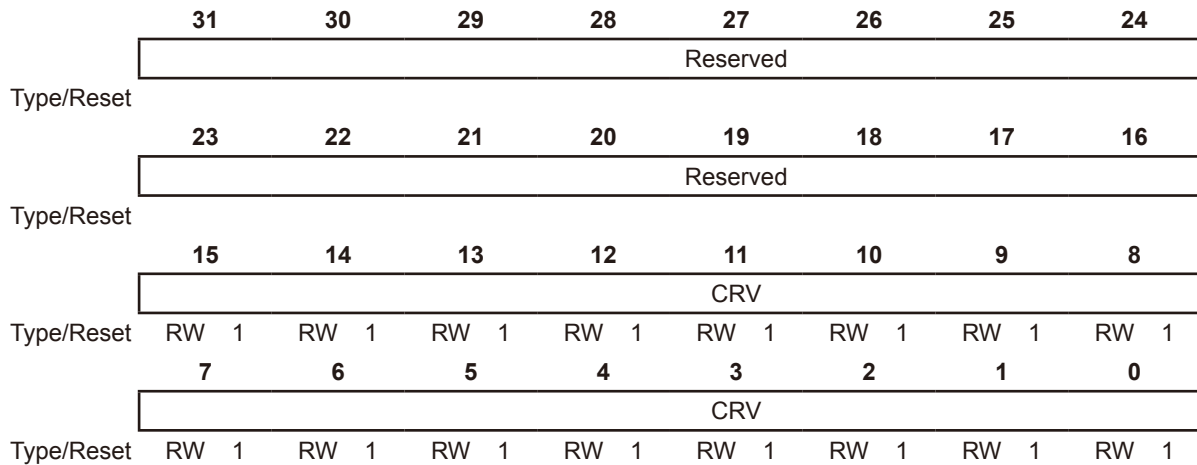 31 30 29 28 27 26 25 24
Reserved
Type/Reset
23 22 21 20 19 18 17 16
Reserved
Type/Reset
15 14 13 12 11 10 9 8
CRV
Type/Reset RW 1 RW 1 RW 1 RW 1 RW 1 RW 1 RW 1 RW 1
7 6 5 4 3 2 1 0
CRV
Type/Reset RW 1 RW 1 RW 1 RW 1 RW 1 RW 1 RW 1 RW 1